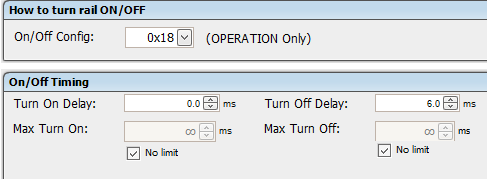 How to turn rail ON/OFF
On/Off Config: 0x18 (OPERATION Only)
On/Off Timing
Turn On Delay: 0.0 ms Turn Off Delay: 6.0 ms
Max Turn On: ∞ ms Max Turn Off: ∞ ms
No limit No limit